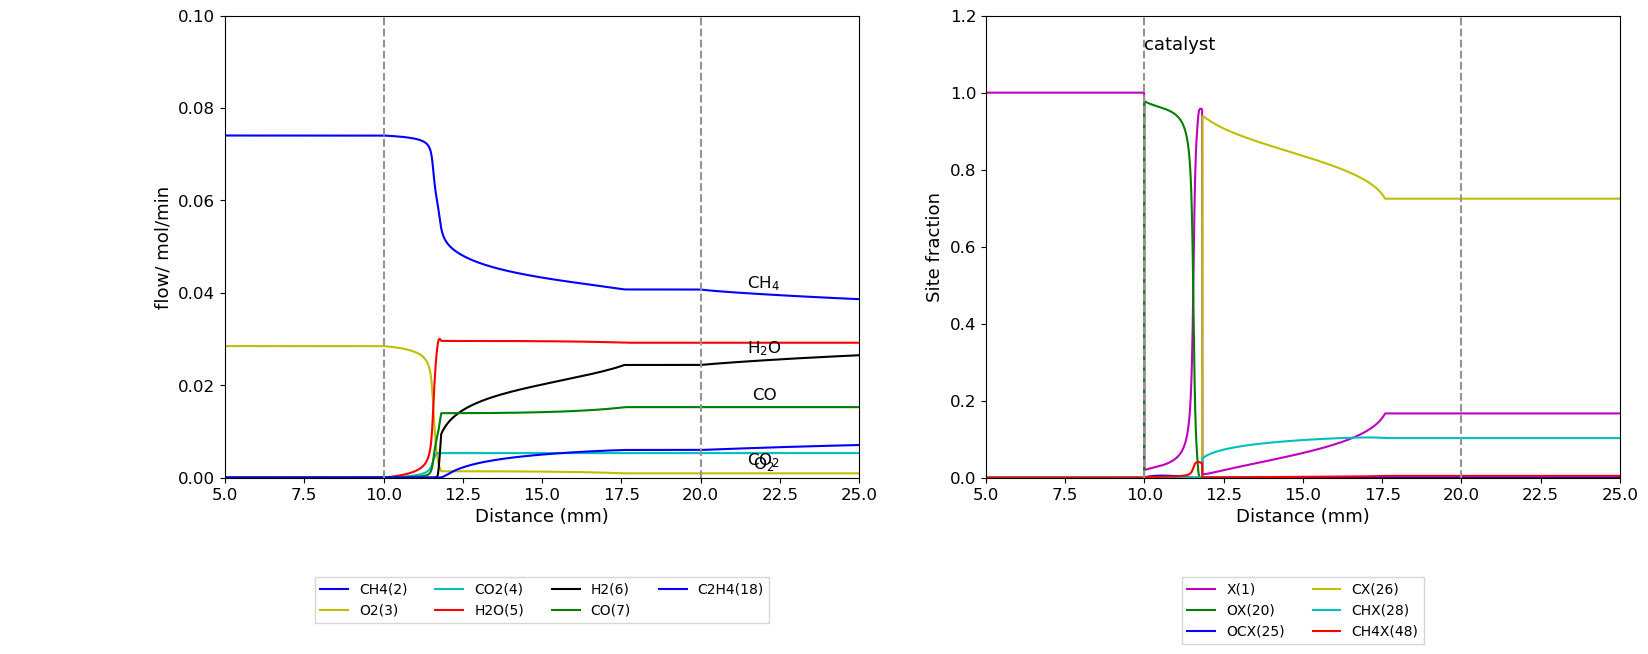 0.10
0.08
0.06
0.04
0.02
0.00
flow/ mol/min
CH4
H2O
CO
CO2
O2
5.0 7.5 10.0 12.5 15.0 17.5 20.0 22.5 25.0
Distance (mm)
CH4(2) CO2(4) H2(6) C2H4(18)
O2(3) H2O(5) CO(7)
1.2
1.0
0.8
0.6
0.4
0.2
0.0
Site fraction
catalyst
5.0 7.5 10.0 12.5 15.0 17.5 20.0 22.5 25.0
Distance (mm)
X(1) CX(26)
OX(20) CHX(28)
OCX(25) CH4X(48)